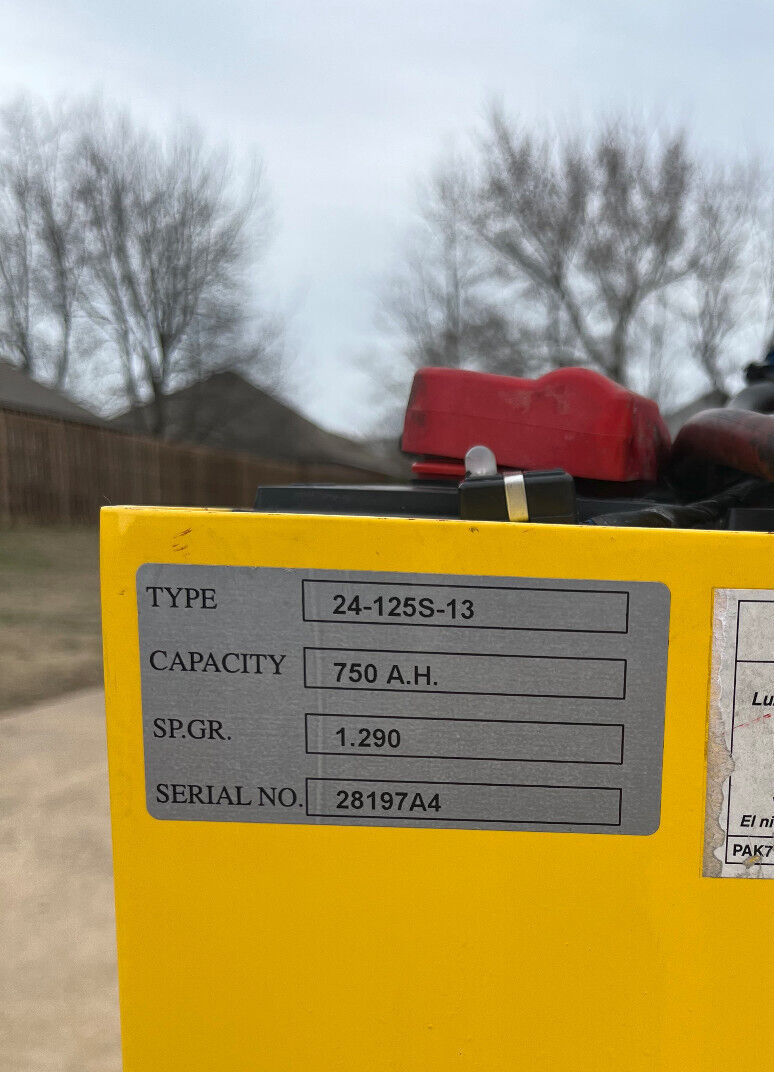 TYPE 24-125S-13
CAPACITY 750 A.H.
SP.GR. 1.290
SERIAL NO. 28197A4
El ni
PAK7